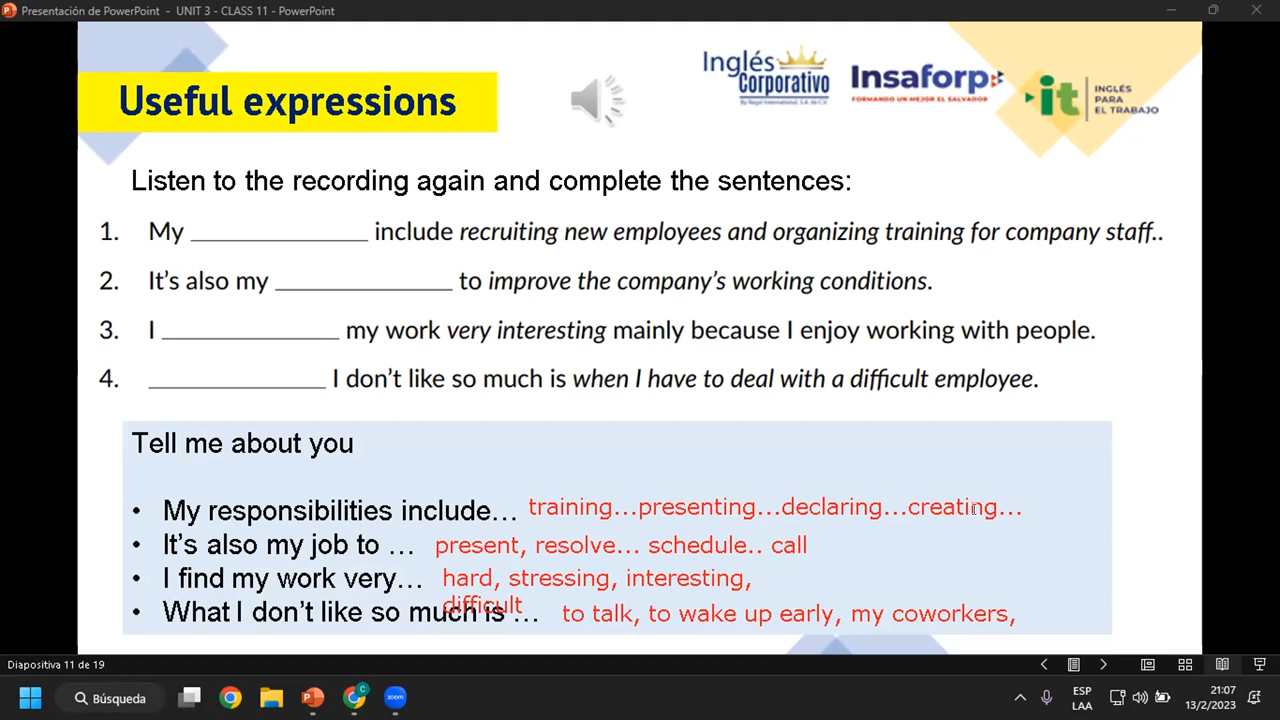 Presentación de PowerPoint - UNIT 3 - CLASS 11 - PowerPoint
Useful expressions
Inglés
Corporativo
By Regal International, S.A. de C.V.
Insaforp
FORMANDO UN MEJOR EL SALVADOR
it
INGLÉS
PARA
EL TRABAJO
Listen to the recording again and complete the sentences:
1. My ________________ include recruiting new employees and organizing training for company staff..
2. It's also my ________________ to improve the company's working conditions.
3. I ________________ my work very interesting mainly because I enjoy working with people.
4. ________________ I don't like so much is when I have to deal with a difficult employee.
Tell me about you
• My responsibilities include… training...presenting...declaring...creating...
• It's also my job to … present, resolve... schedule.. call
• I find my work very… hard, stressing, interesting,
difficult
• What I don't like so much is … to talk, to wake up early, my coworkers,
Diapositiva 11 de 19
Búsqueda
C
zoom
ESP
LAA
21:07
13/2/2023